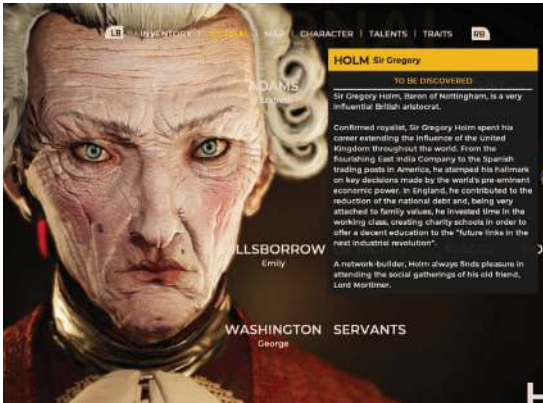 LB INVENTORY | JOURNAL | MAP | CHARACTER | TALENTS | TRAITS RB
HOLM Sir Gregory
TO BE DISCOVERED
Sir Gregory Holm, Baron of Nottingham, is a very
influential British aristocrat.
Confirmed royalist, Sir Gregory Holm spent his
career extending the influence of the United
Kingdom throughout the world. From the
flourishing East India Company to the Spanish
trading posts in America, he stamped his hallmark
on key decisions made by the world's pre-eminent
economic power. In England, he contributed to the
reduction of the national debt and, being very
attached to family values, he invested time in the
working class, creating charity schools in order to
offer a decent education to the "future links in the
next industrial revolution".
A network-builder, Holm always finds pleasure in
attending the social gatherings of his old friend,
Lord Mortimer.
ADAMS
Elizabeth
LLSBORROW
Emily
WASHINGTON SERVANTS
George
H